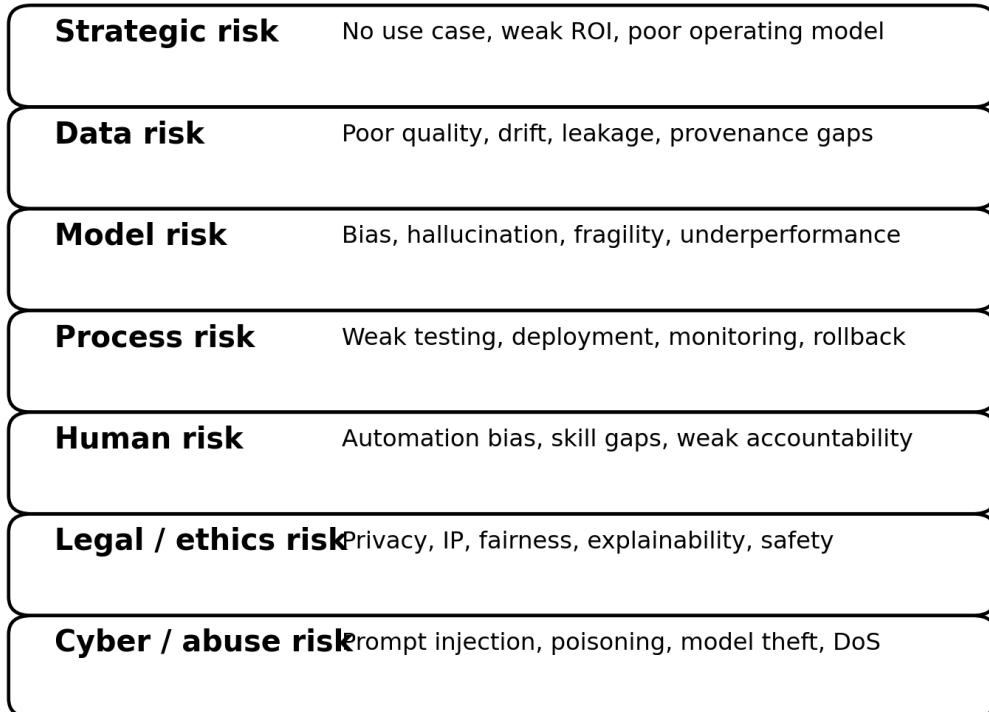 Strategic risk No use case, weak ROI, poor operating model
Data risk Poor quality, drift, leakage, provenance gaps
Model risk Bias, hallucination, fragility, underperformance
Process risk Weak testing, deployment, monitoring, rollback
Human risk Automation bias, skill gaps, weak accountability
Legal / ethics risk Privacy, IP, fairness, explainability, safety
Cyber / abuse risk Prompt injection, poisoning, model theft, DoS